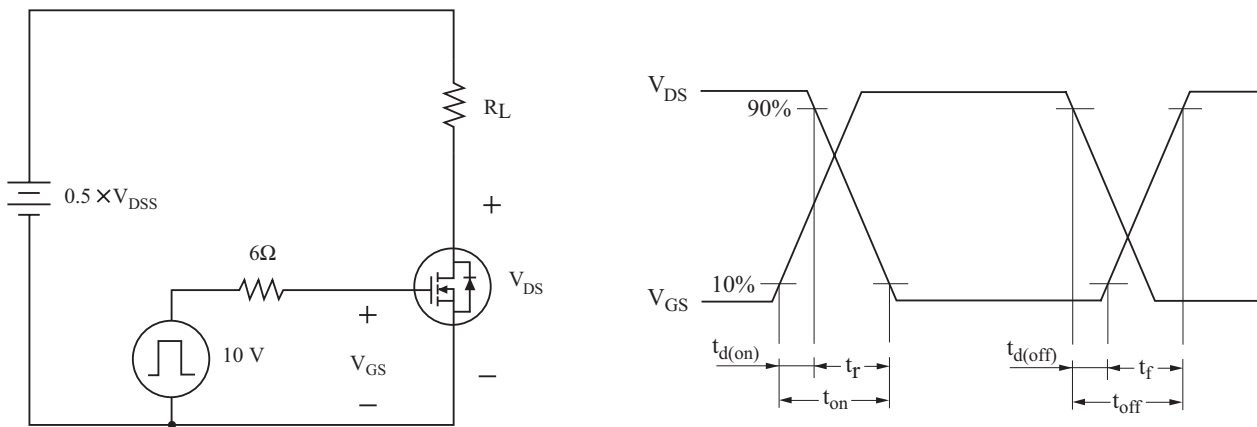 R_L
0.5 × V_DSS
+
6Ω
V_DS
+
10 V
V_GS
−
−
V_DS
90%
10%
V_GS
t_d(on)
t_r
t_on
t_d(off)
t_f
t_off